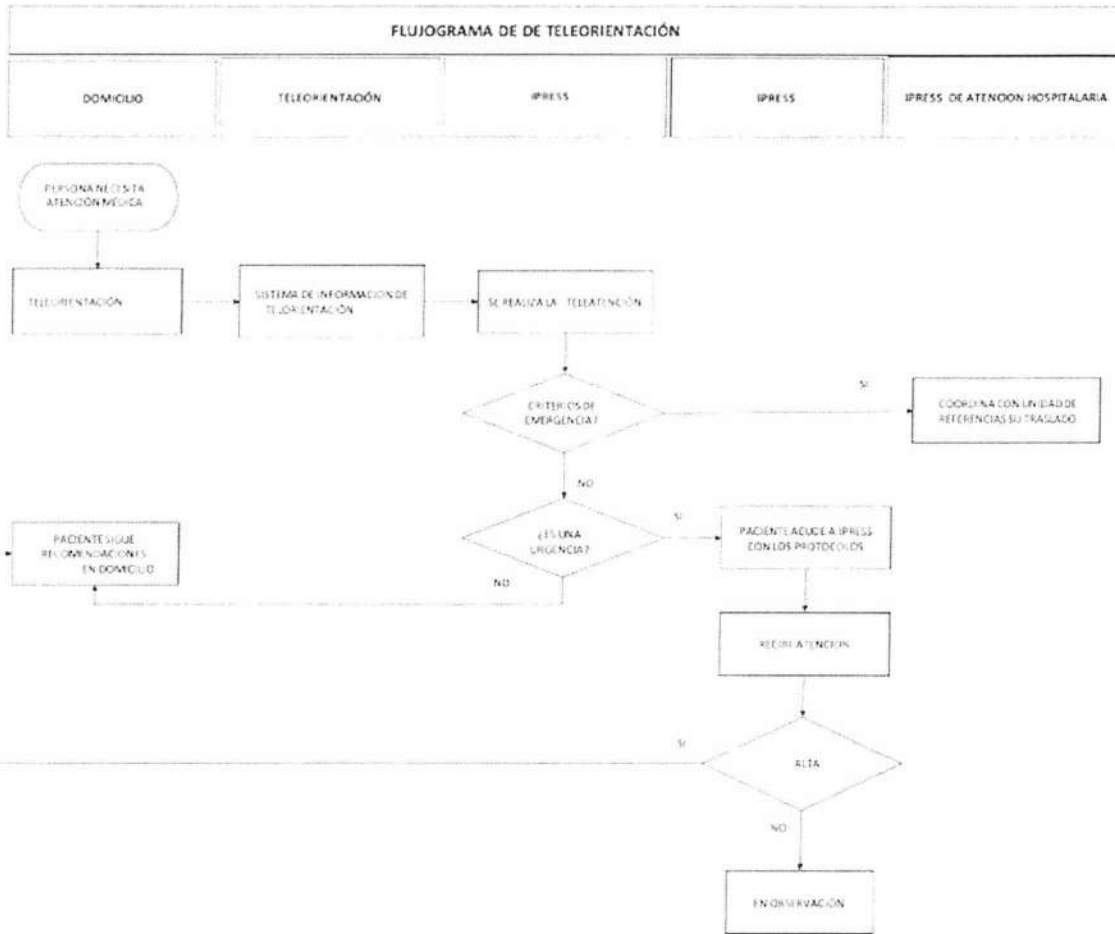 FLUJOGRAMA DE DE TELEORIENTACIÓN
DOMICILIO
TELEORIENTACIÓN
IPRESS
IPRESS
IPRESS DE ATENCION HOSPITALARIA
PERSONA NECESITA
ATENCIÓN MÉDICA
TELEORIENTACIÓN
SISTEMA DE INFORMACION DE
TELORIENTACIÓN
SE REALIZA LA TELEATENCIÓN
CRITERIOS DE
EMERGENCIA?
SI
COORDINA CON UNIDAD DE
REFERENCIAS SU TRASLADO
NO
PACIENTE SIGUE
RECOMENDACIONES
EN DOMICILIO
¿ES UNA
URGENCIA?
SI
PACIENTE ACUDE A IPRESS
CON LOS PROTOCOLOS
NO
RECIBE ATENCION
SI
ALTA
NO
EN OBSERVACIÓN